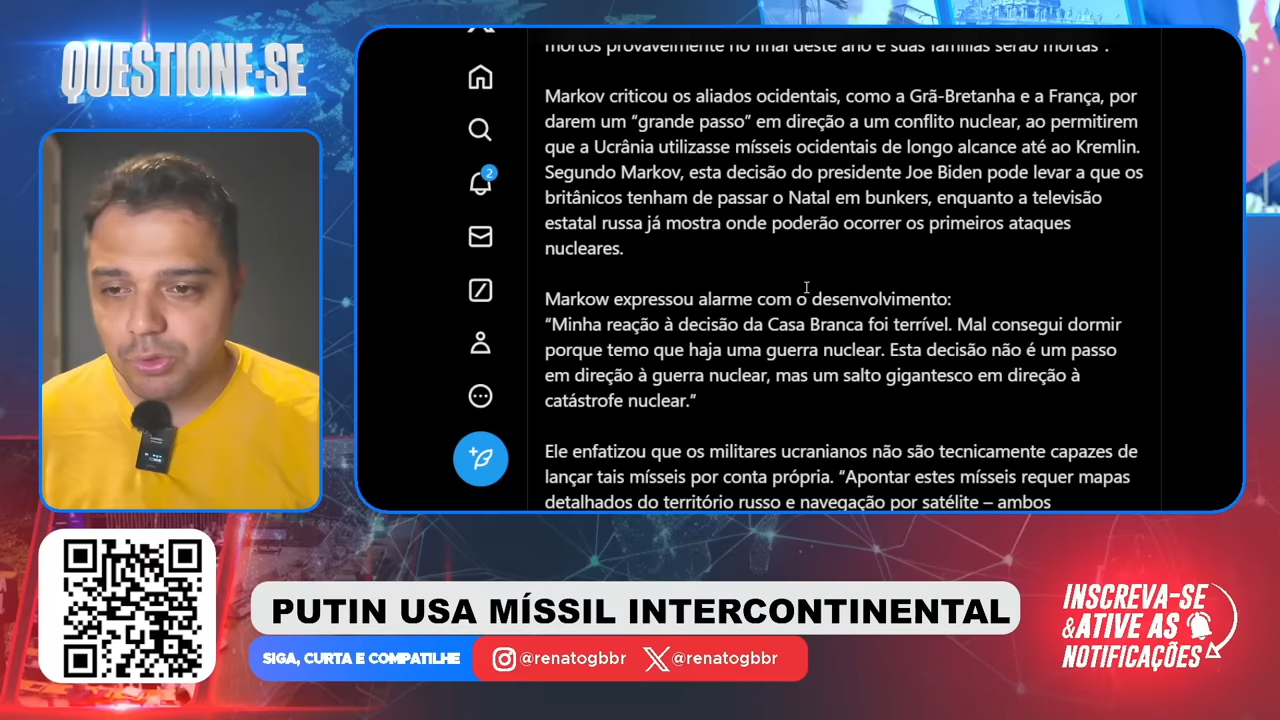 QUESTIONE-SE
mortos provavelmente no final deste ano e suas famílias serão mortas".
Markov criticou os aliados ocidentais, como a Grã-Bretanha e a França, por
darem um “grande passo” em direção a um conflito nuclear, ao permitirem
que a Ucrânia utilizasse mísseis ocidentais de longo alcance até ao Kremlin.
Segundo Markov, esta decisão do presidente Joe Biden pode levar a que os
britânicos tenham de passar o Natal em bunkers, enquanto a televisão
estatal russa já mostra onde poderão ocorrer os primeiros ataques
nucleares.
Markow expressou alarme com o desenvolvimento:
“Minha reação à decisão da Casa Branca foi terrível. Mal consegui dormir
porque temo que haja uma guerra nuclear. Esta decisão não é um passo
em direção à guerra nuclear, mas um salto gigantesco em direção à
catástrofe nuclear.”
Ele enfatizou que os militares ucranianos não são tecnicamente capazes de
lançar tais mísseis por conta própria. “Apontar estes mísseis requer mapas
detalhados do território russo e navegação por satélite – ambos
2
PUTIN USA MÍSSIL INTERCONTINENTAL
SIGA, CURTA E COMPATILHE
@renatogbbr
@renatogbbr
INSCREVA-SE
&ATIVE AS
NOTIFICAÇÕES